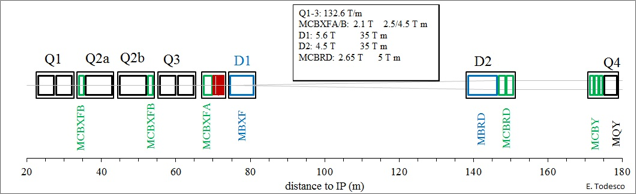 Q1-3: 132.6 T/m
MCBXFA/B: 2.1 T 2.5/4.5 T m
D1: 5.6 T 35 T m
D2: 4.5 T 35 T m
MCBRD: 2.65 T 5 T m
Q1 Q2a Q2b Q3 D1 D2 Q4
MCBXFB MCBXFB MCBXFA MBXF MBRD MCBRD MCBY MQY
20 40 60 80 100 120 140 160 180
distance to IP (m)
E. Todesco